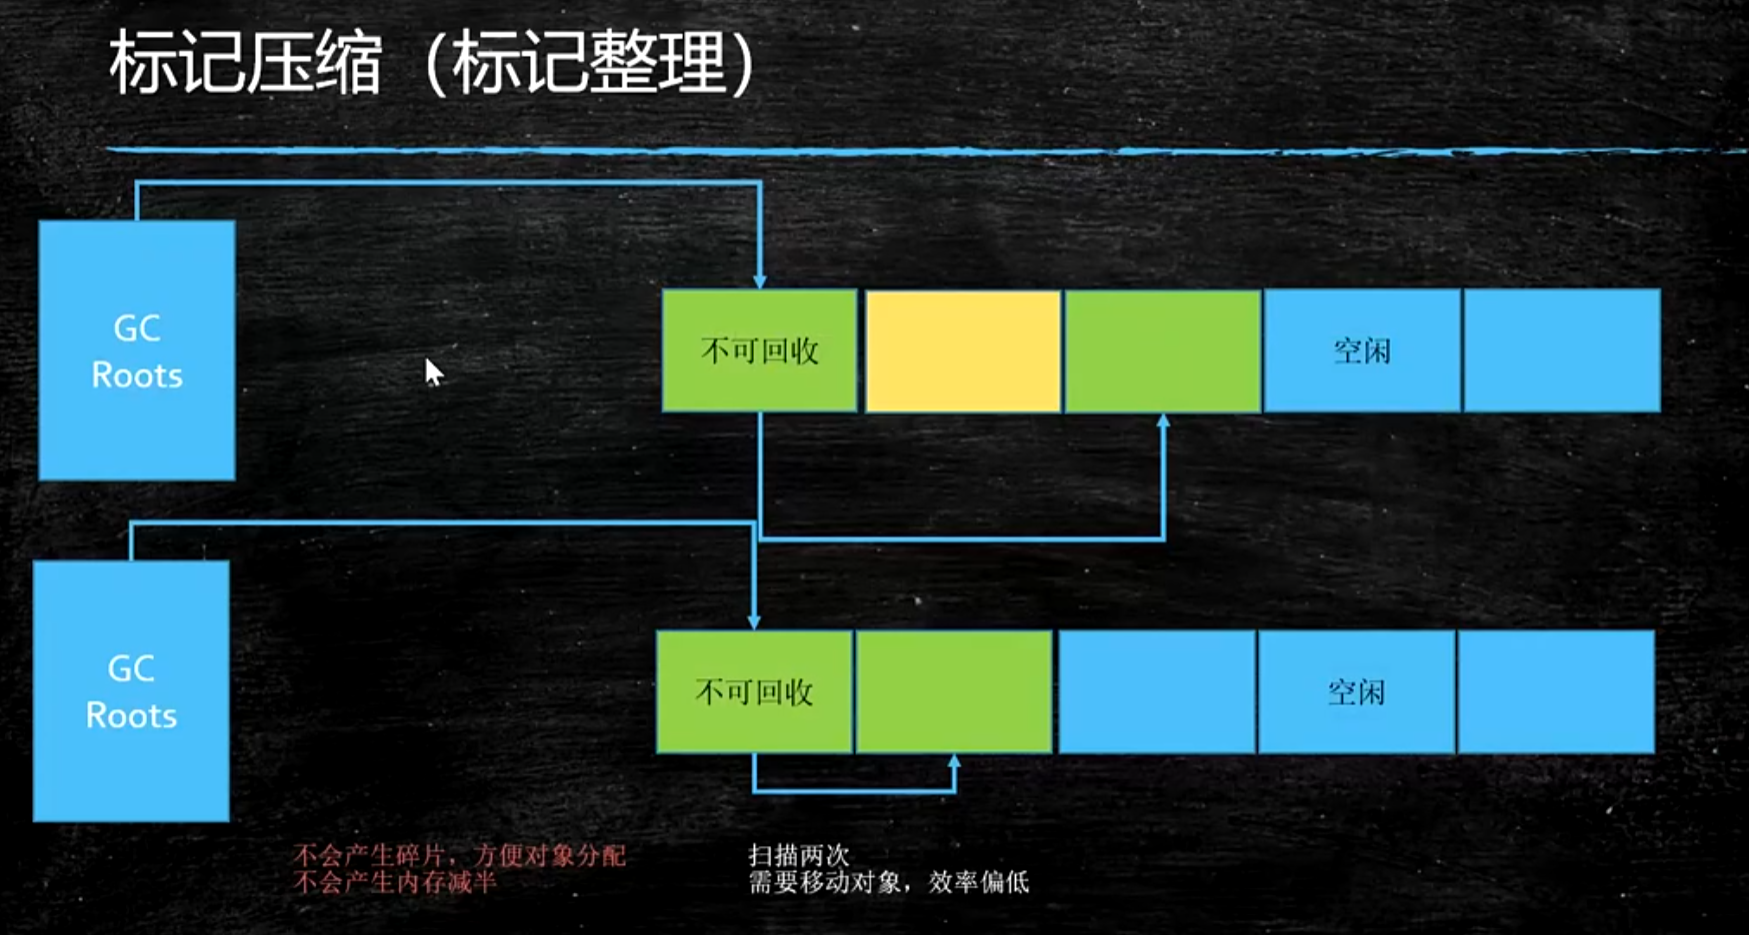 标记压缩（标记整理）
GC
Roots
不可回收
空闲
GC
Roots
不可回收
空闲
不会产生碎片，方便对象分配
不会产生内存减半
扫描两次
需要移动对象，效率偏低